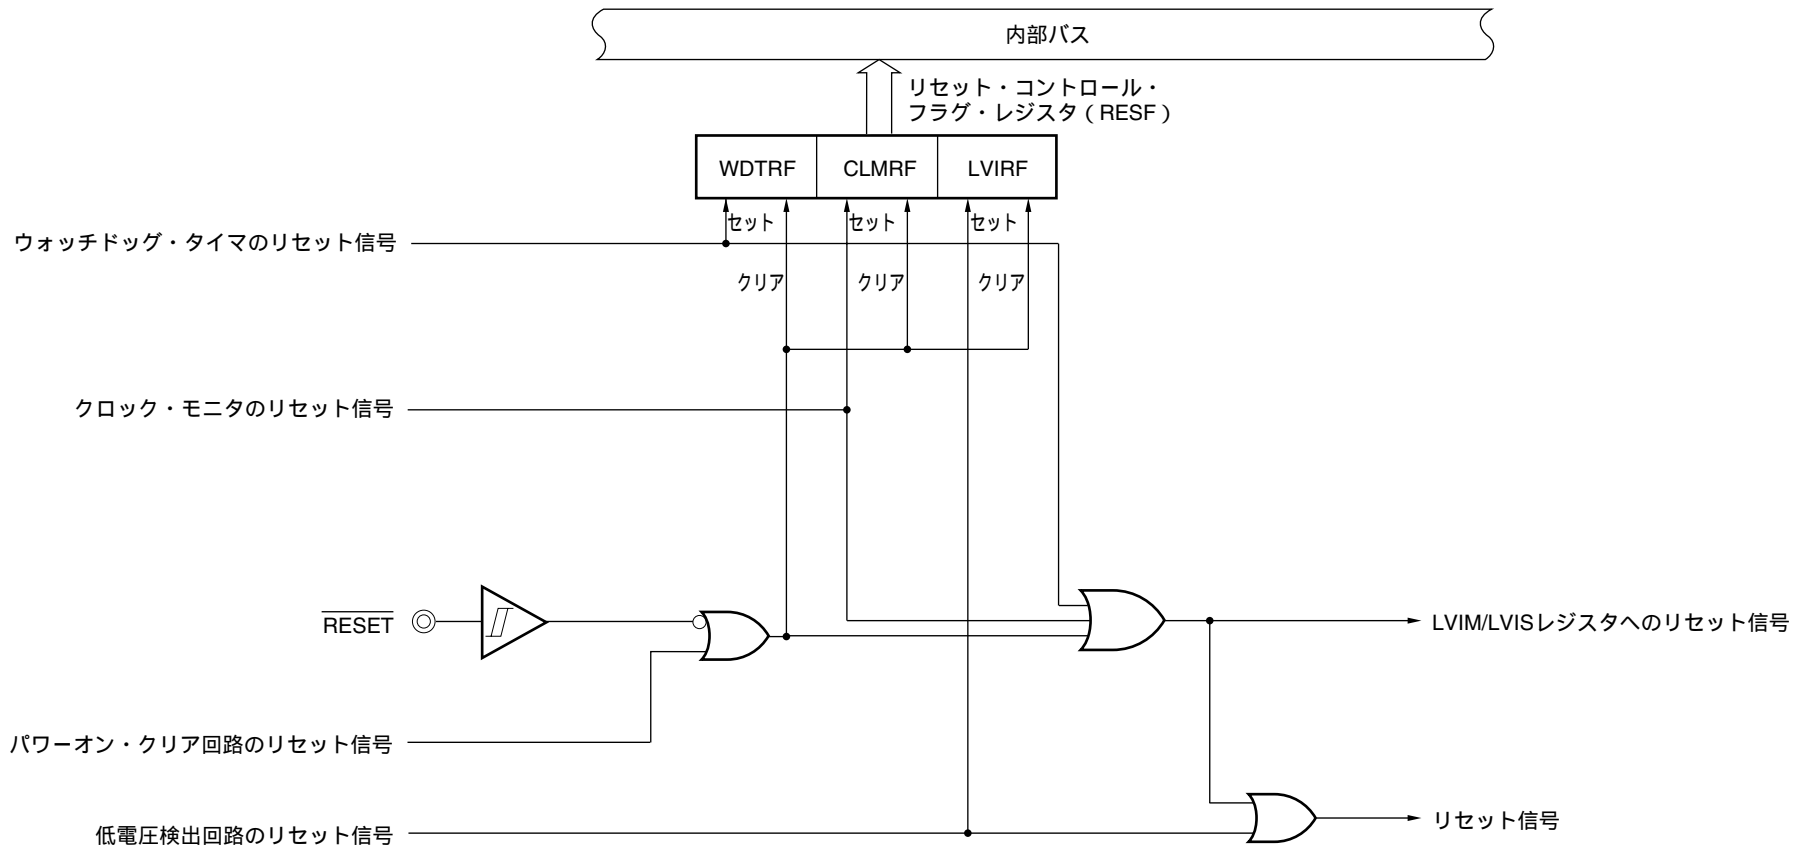 内部バス
リセット・コントロール・
フラグ・レジスタ（RESF）
WDTRF CLMRF LVIRF
セット セット セット
ウォッチドッグ・タイマのリセット信号
クリア クリア クリア
クロック・モニタのリセット信号
RESET
LVIM/LVISレジスタへのリセット信号
パワーオン・クリア回路のリセット信号
低電圧検出回路のリセット信号
リセット信号